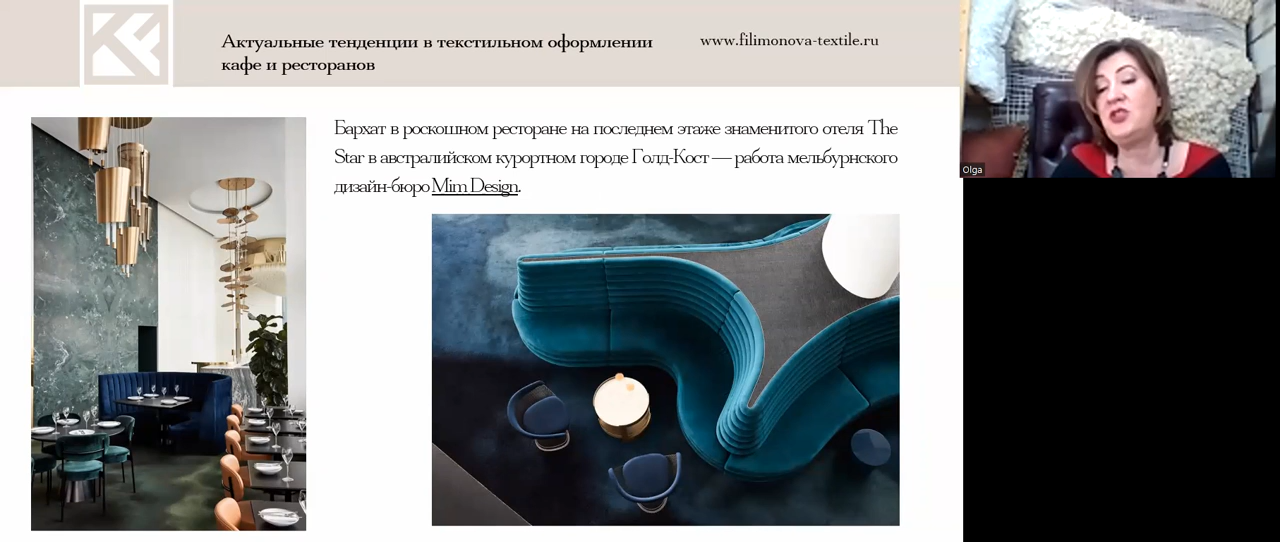 Актуальные тенденции в текстильном оформлении
кафе и ресторанов
www.filimonova-textile.ru
Бархат в роскошном ресторане на последнем этаже знаменитого отеля The
Star в австралийском курортном городе Голд-Кост — работа мельбурнского
дизайн-бюро Mim Design.
Olga